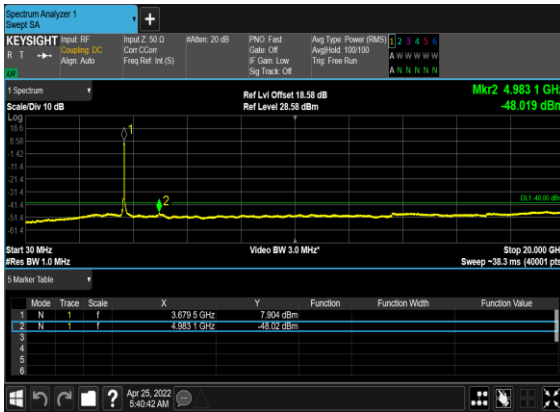 Spectrum Analyzer 1
Swept SA
+
KEYSIGHT Input: RF Input Z: 50 Ω #Atten: 20 dB PNO: Fast Avg Type: Power (RMS) 1 2 3 4 5 6
R T Coupling: DC Corr CCorr Gate: Off Avg|Hold: 100/100 A W W W W W
Align: Auto Freq Ref: Int (S) IF Gain: Low Trig: Free Run
LXI Sig Track: Off A N N N N N
1 Spectrum Ref Lvl Offset 18.58 dB Mkr2 4.983 1 GHz
Scale/Div 10 dB Ref Level 28.58 dBm -48.019 dBm
Log
18.6
8.58
-1.42
-11.4
-21.4
-31.4
-41.4
-51.4
-61.4
1
2
DL1 -40.00 dBm
Start 30 MHz Video BW 3.0 MHz* Stop 20.000 GHz
#Res BW 1.0 MHz Sweep ~38.3 ms (40001 pts)
5 Marker Table
Mode Trace Scale X Y Function Function Width Function Value
1 N 1 f 3.679 5 GHz 7.904 dBm
2 N 1 f 4.983 1 GHz -48.02 dBm
3
4
5
6
? Apr 25, 2022
5:40:42 AM